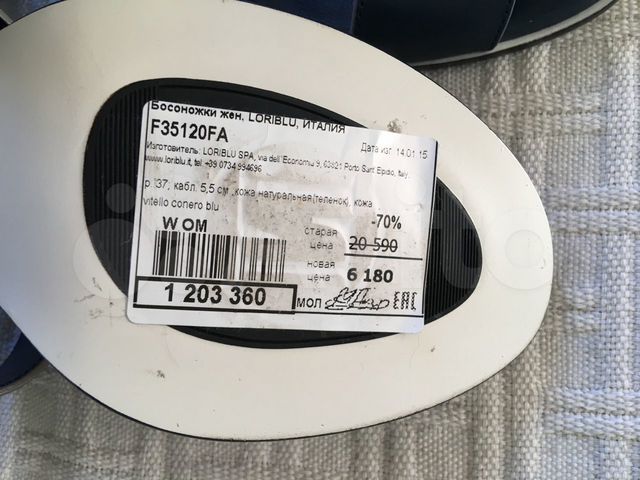 Босоножки жен, LORIBLU, ИТАЛИЯ
F35120FA
Дата изг. 14.01.15
Изготовитель: LORIBLU SPA, via dell'Economu 9, 63821 Porto Sant Elpidio, Italy.
www.loriblu.it, tel +39 0734 994696
р. '37', кабл. 5,5 см ,кожа натуральная(теленок), кожа
vitello conero blu
W OM
-70%
старая цена 20 590
новая цена 6 180
1 203 360
мол
EAC
Avito